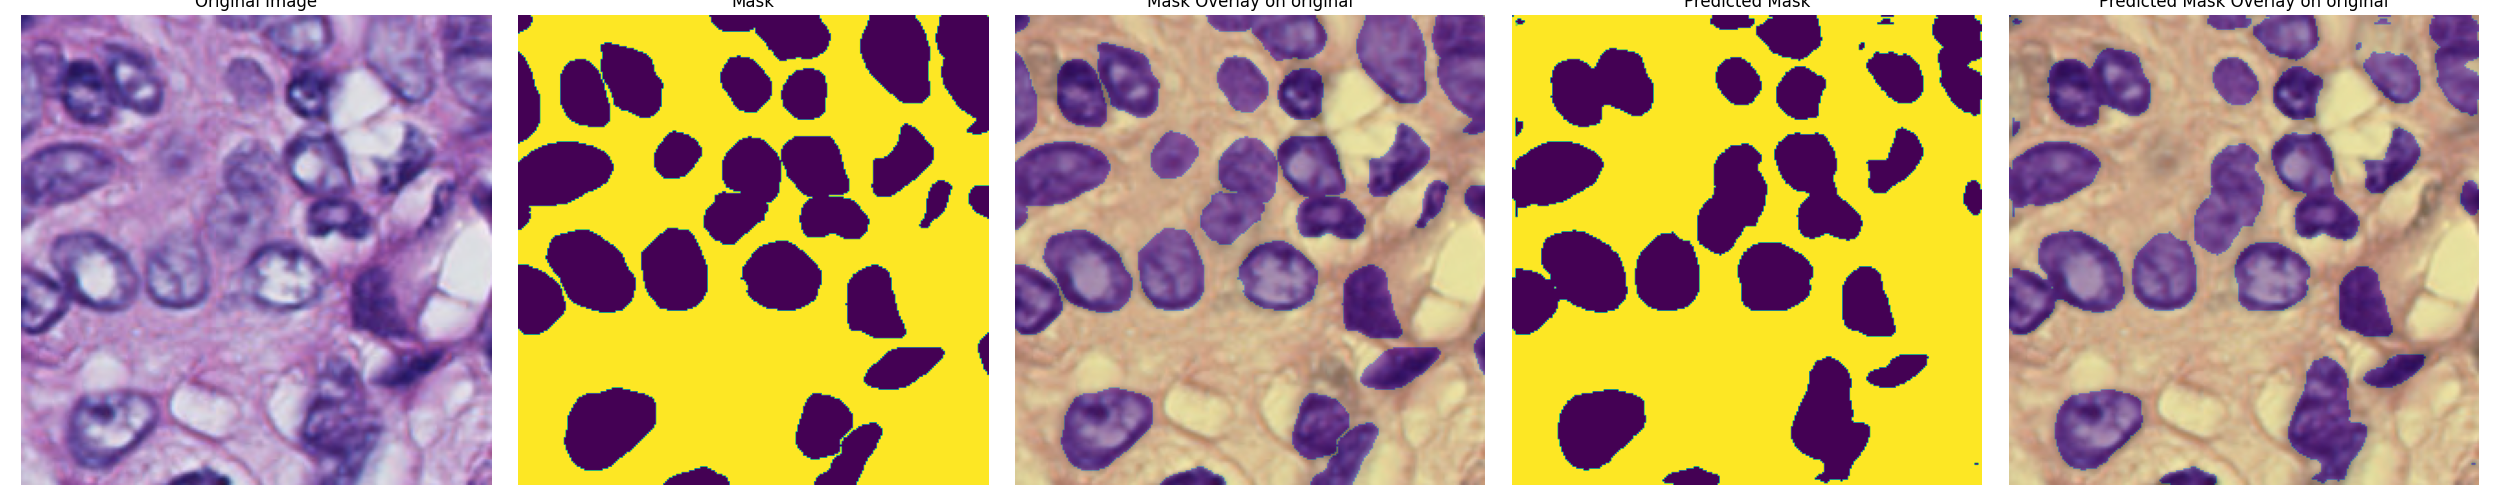 Original Image
Mask
Mask Overlay on original
Predicted Mask
Predicted Mask Overlay on original